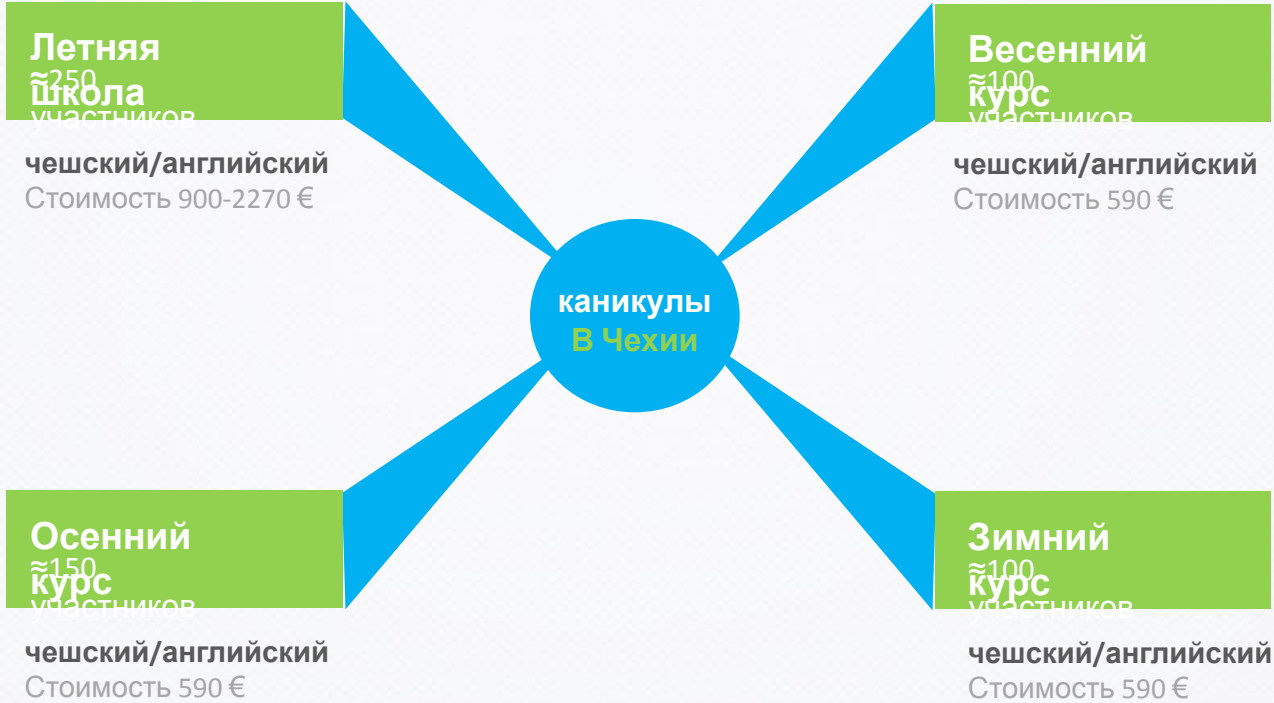 Летняя
школа
≈250
участников
чешский/английский
Стоимость 900-2270 €
Весенний
курс
≈100
участников
чешский/английский
Стоимость 590 €
каникулы
В Чехии
Осенний
курс
≈150
участников
чешский/английский
Стоимость 590 €
Зимний
курс
≈100
участников
чешский/английский
Стоимость 590 €